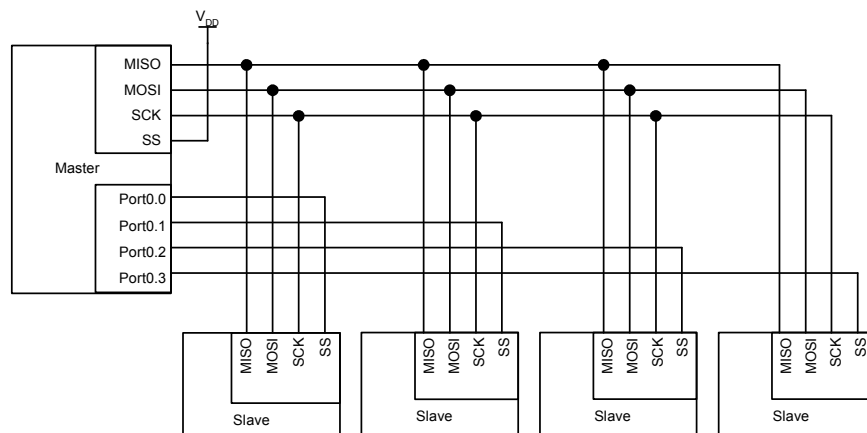 VDD
MISO
MOSI
SCK
SS
Master
Port0.0
Port0.1
Port0.2
Port0.3
MISO
MOSI
SCK
SS
Slave
MISO
MOSI
SCK
SS
Slave
MISO
MOSI
SCK
SS
Slave
MISO
MOSI
SCK
SS
Slave